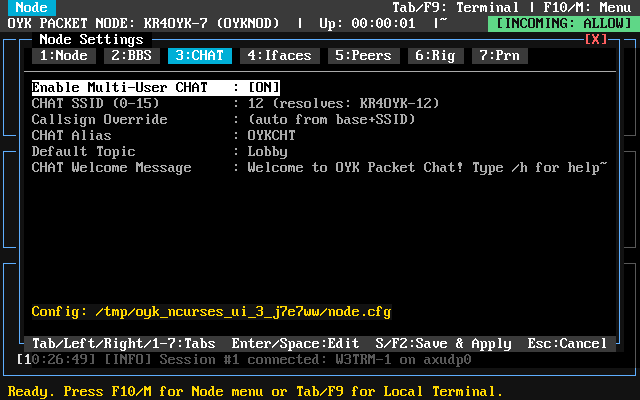 Node Tab/F9: Terminal | F10/M: Menu
OYK PACKET NODE: KR4OYK-7 (OYKNOD) | Up: 00:00:01 |~ [INCOMING: ALLOW]
Node Settings [X]
1:Node 2:BBS 3:CHAT 4:Ifaces 5:Peers 6:Rig 7:Prn
Enable Multi-User CHAT : [ON]
CHAT SSID (0-15) : 12 (resolves: KR4OYK-12)
Callsign Override : (auto from base+SSID)
CHAT Alias : OYKCHT
Default Topic : Lobby
CHAT Welcome Message : Welcome to OYK Packet Chat! Type /h for help~
Config: /tmp/oyk_ncurses_ui_3_j7e7ww/node.cfg
Tab/Left/Right/1-7:Tabs Enter/Space:Edit S/F2:Save & Apply Esc:Cancel
[10:26:49] [INFO] Session #1 connected: W3TRM-1 on axudp0
Ready. Press F10/M for Node menu or Tab/F9 for Local Terminal.